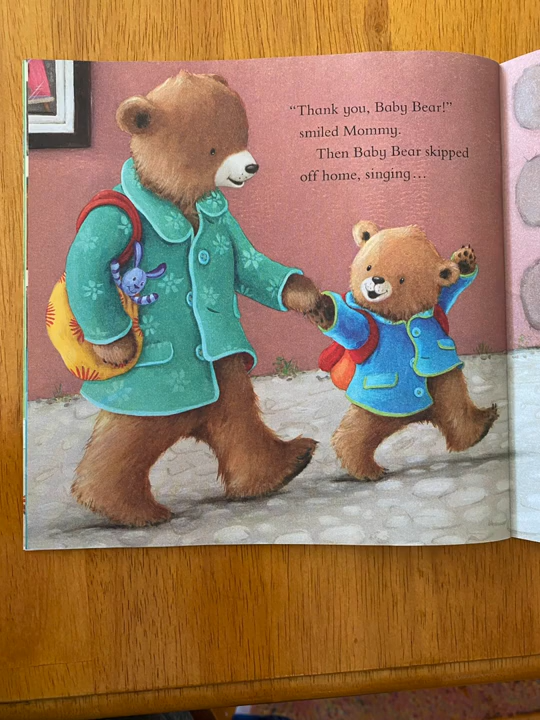 “Thank you, Baby Bear!”
smiled Mommy.
Then Baby Bear skipped
off home, singing...